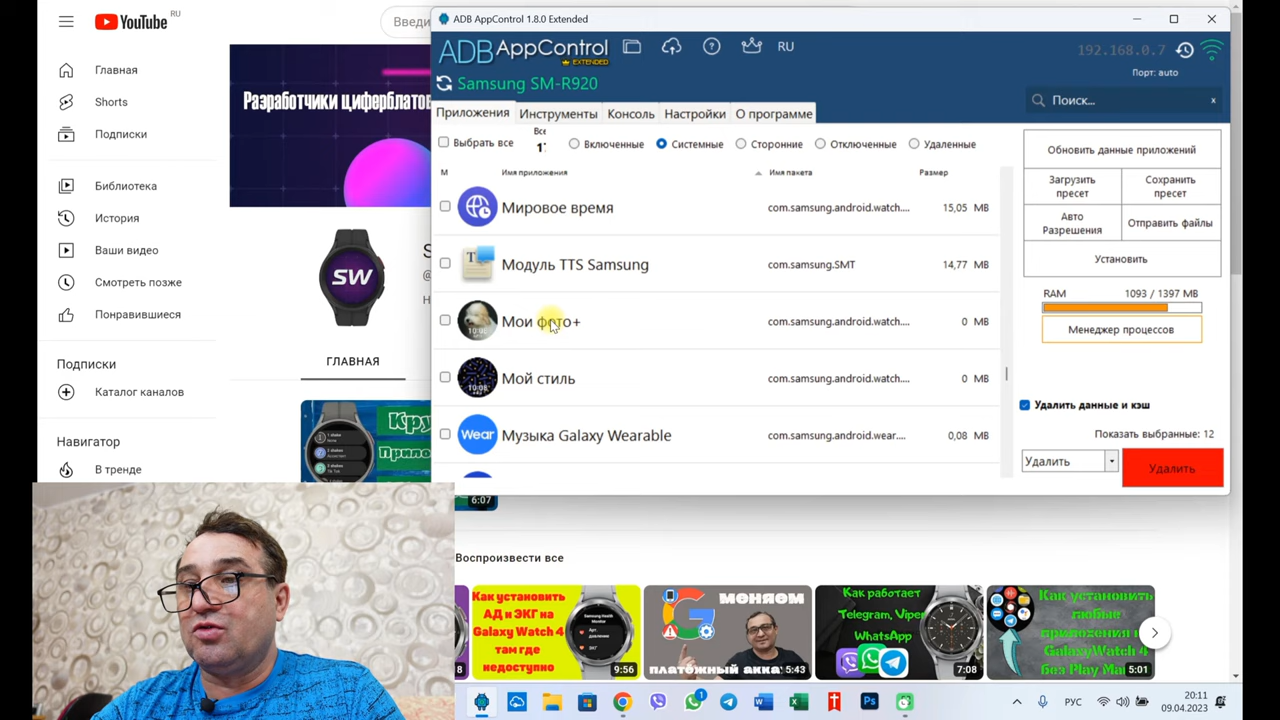 YouTube RU
Введи
Главная
Shorts
Подписки
Библиотека
История
Ваши видео
Смотреть позже
Понравившиеся
Подписки
Каталог каналов
Навигатор
В тренде
Разработчики циферблатов
SW
S
@
Н
ГЛАВНАЯ
6:07
ADB AppControl 1.8.0 Extended
ADB AppControl
EXTENDED
RU
192.168.0.7
Порт: auto
Samsung SM-R920
Поиск... x
Приложения Инструменты Консоль Настройки О программе
Выбрать все
Включенные Системные Сторонние Отключенные Удаленные
М Имя приложения Имя пакета Размер
Мировое время com.samsung.android.watch.... 15,05 MB
Модуль TTS Samsung com.samsung.SMT 14,77 MB
Мои фото+ com.samsung.android.watch.... 0 MB
Мой стиль com.samsung.android.watch.... 0 MB
Wear Музыка Galaxy Wearable com.samsung.android.wear.... 0,08 MB
Обновить данные приложений
Загрузить пресет
Сохранить пресет
Авто Разрешения
Отправить файлы
Установить
RAM 1093 / 1397 MB
Менеджер процессов
Удалить данные и кэш
Показать выбранные: 12
Удалить
Удалить
Воспроизвести все
8
Как установить
АД и ЭКГ на
Galaxy Watch 4
там где
недоступно
9:56
МЕНЯЕМ
платёжный акка
5:43
Как работает
Telegram, Viper
WhatsApp
7:08
Как установить
любые
приложения
GalaxyWatch 4
без Play Ma
5:01
1
РУС
20:11
09.04.2023